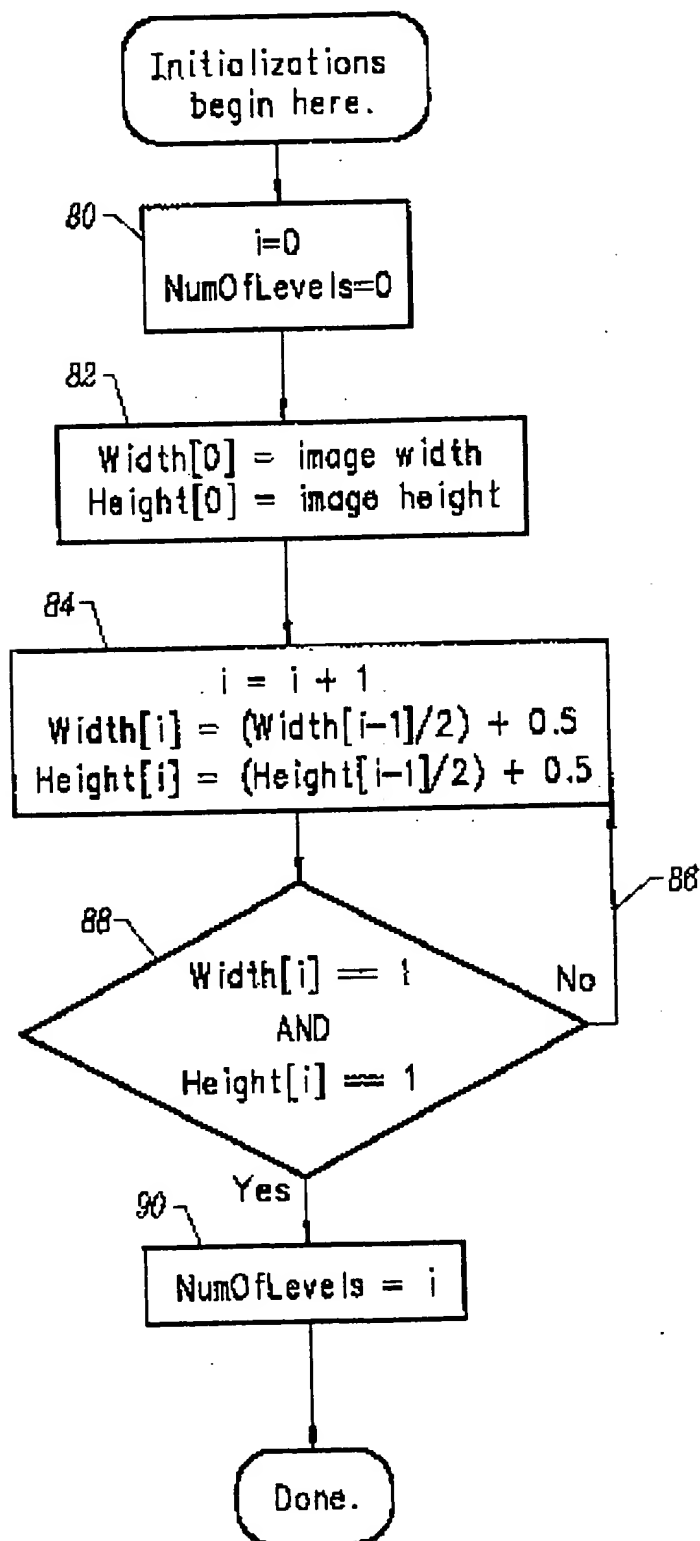 Initializations
begin here.
80
i=0
NumOfLevels=0
82
Width[0] = image width
Height[0] = image height
84
i = i + 1
Width[i] = (Width[i-1]/2) + 0.5
Height[i] = (Height[i-1]/2) + 0.5
86
88
Width[i] == 1
AND
Height[i] == 1
No
Yes
90
NumOfLevels = i
Done.